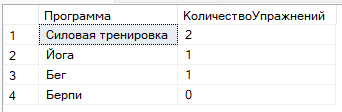 Программа КоличествоУпражнений
1 Силовая тренировка 2
2 Йога 1
3 Бег 1
4 Берпи 0